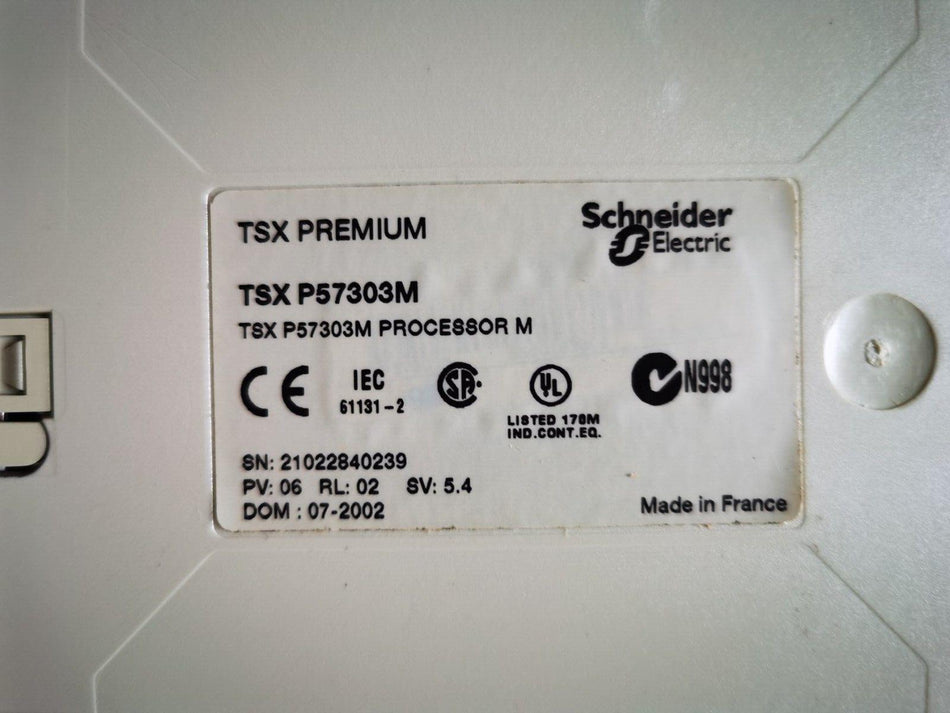 TSX PREMIUM
Schneider
Electric
TSX P57303M
TSX P57303M PROCESSOR M
CE
IEC
61131-2
SA
UL
N998
LISTED 178M
IND.CONT.EQ.
SN: 21022840239
PV: 06 RL: 02 SV: 5.4
DOM : 07-2002
Made in France